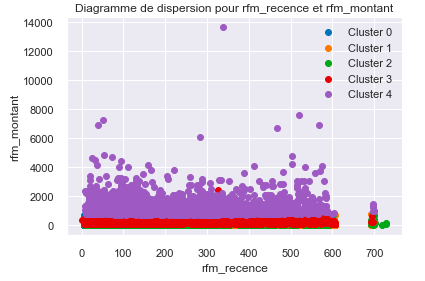 Diagramme de dispersion pour rfm_recence et rfm_montant
14000
12000
10000
8000
6000
4000
2000
0
rfm_montant
Cluster 0
Cluster 1
Cluster 2
Cluster 3
Cluster 4
0 100 200 300 400 500 600 700
rfm_recence